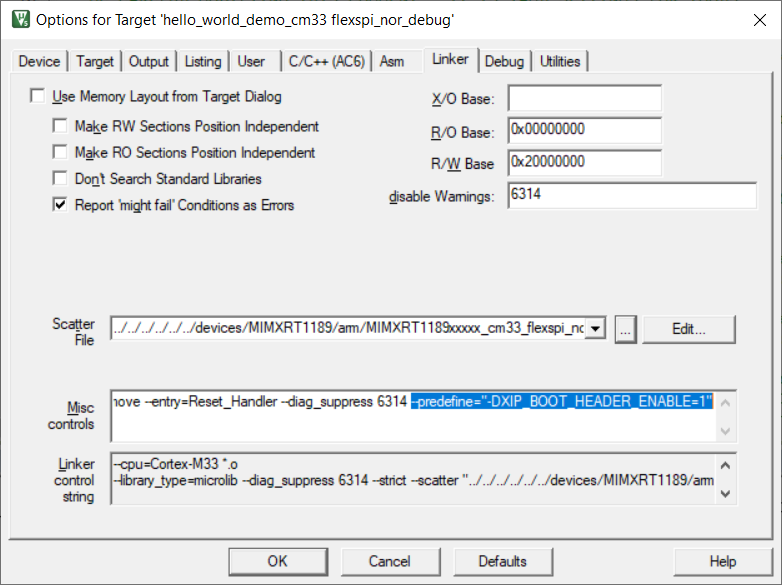 Options for Target 'hello_world_demo_cm33 flexspi_nor_debug'
Device Target Output Listing User C/C++ (AC6) Asm Linker Debug Utilities
Use Memory Layout from Target Dialog
Make RW Sections Position Independent
Make RO Sections Position Independent
Don't Search Standard Libraries
Report 'might fail' Conditions as Errors
X/O Base:
R/O Base: 0x00000000
R/W Base 0x20000000
disable Warnings: 6314
Scatter File ../../../../../../devices/MIMXRT1189/arm/MIMXRT1189xxxxx_cm33_flexspi_nc ... Edit...
Misc controls move --entry=Reset_Handler --diag_suppress 6314 --predefine="-DXIP_BOOT_HEADER_ENABLE=1"
Linker control string --cpu=Cortex-M33 *.o
--library_type=microlib --diag_suppress 6314 --strict --scatter "../../../../../../devices/MIMXRT1189/arm
OK Cancel Defaults Help